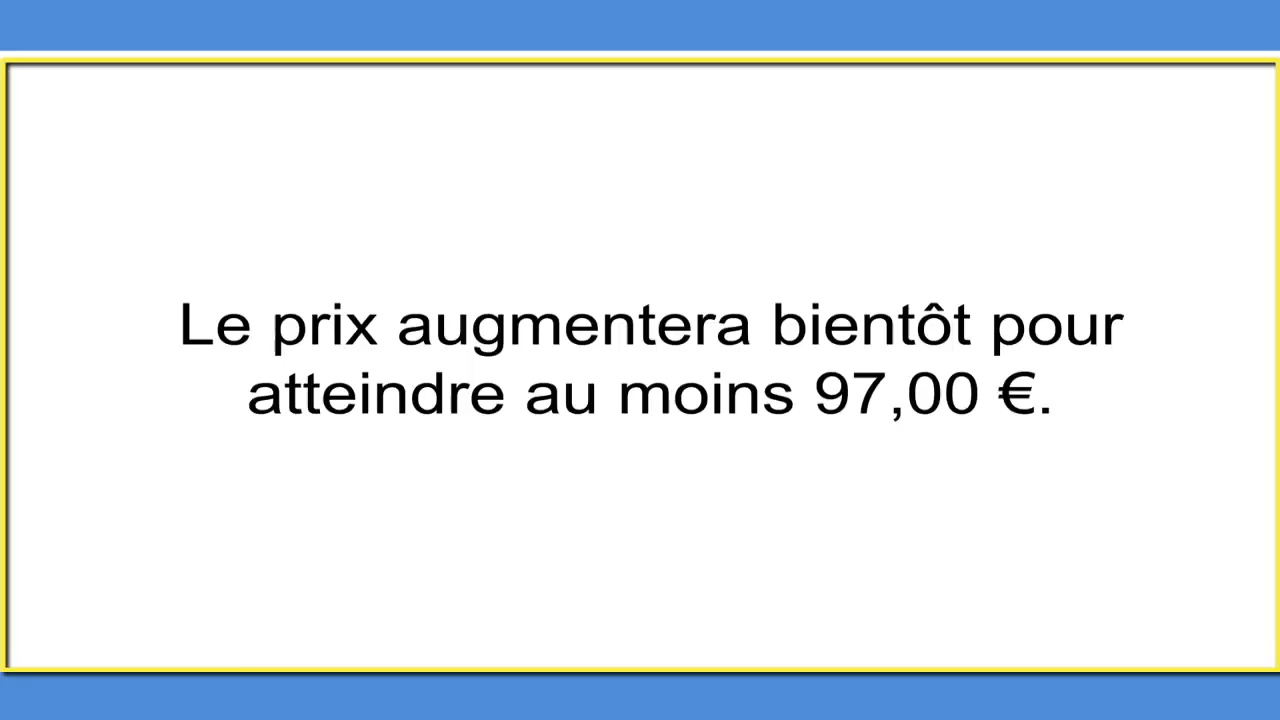 Le prix augmentera bientôt pour
atteindre au moins 97,00 €.